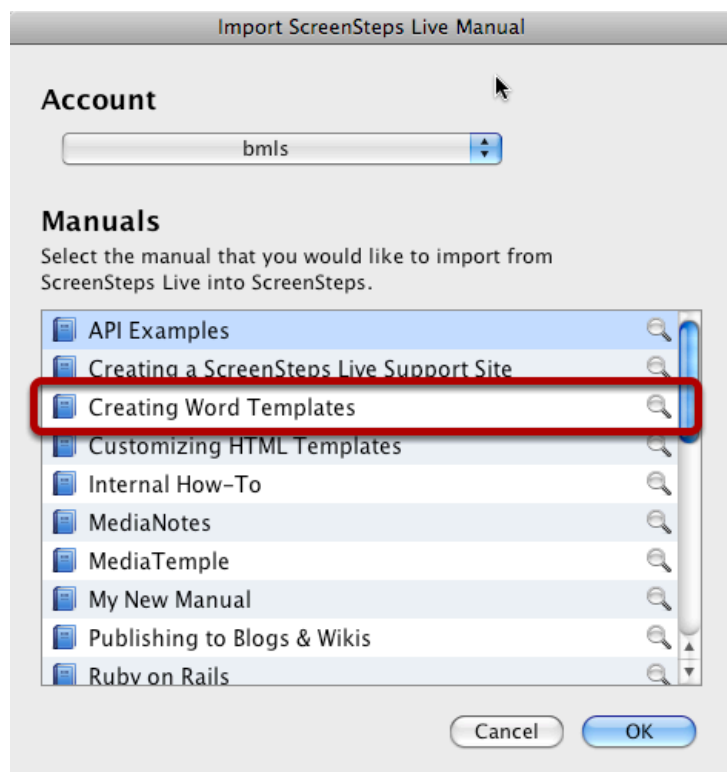 Import ScreenSteps Live Manual
Account
bmls
Manuals
Select the manual that you would like to import from
ScreenSteps Live into ScreenSteps.
API Examples
Creating a ScreenSteps Live Support Site
Creating Word Templates
Customizing HTML Templates
Internal How-To
MediaNotes
MediaTemple
My New Manual
Publishing to Blogs & Wikis
Ruby on Rails
Cancel
OK